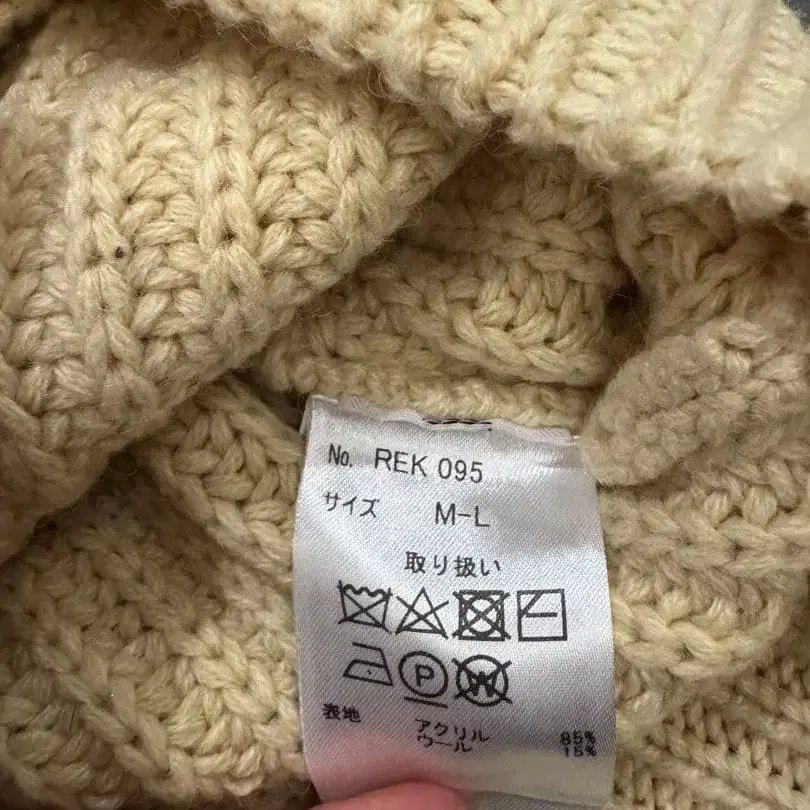 No. REK 095
サイズ M-L
取り扱い
P W
表地 アクリル 85%
ウール 15%